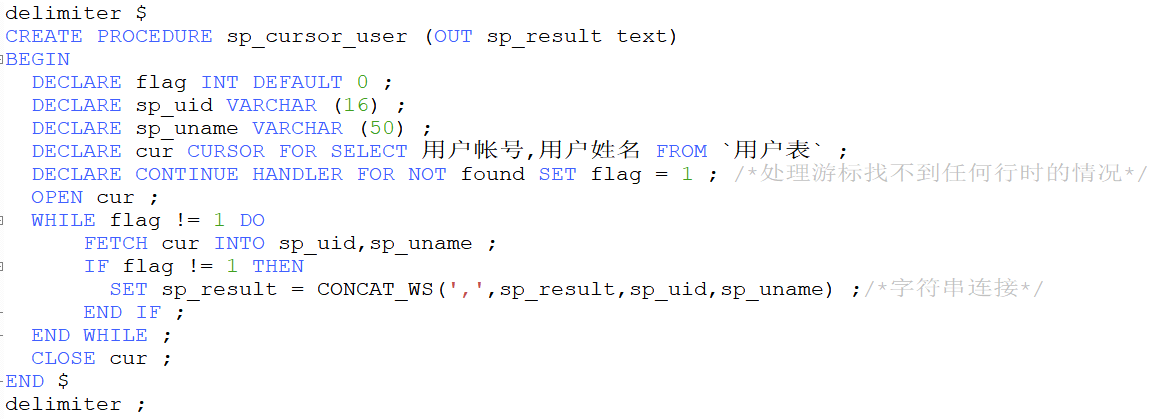 delimiter $
CREATE PROCEDURE sp_cursor_user (OUT sp_result text)
BEGIN
DECLARE flag INT DEFAULT 0 ;
DECLARE sp_uid VARCHAR (16) ;
DECLARE sp_uname VARCHAR (50) ;
DECLARE cur CURSOR FOR SELECT 用户帐号,用户姓名 FROM `用户表` ;
DECLARE CONTINUE HANDLER FOR NOT found SET flag = 1 ; /*处理游标找不到任何行时的情况*/
OPEN cur ;
WHILE flag != 1 DO
FETCH cur INTO sp_uid,sp_uname ;
IF flag != 1 THEN
SET sp_result = CONCAT_WS(',',sp_result,sp_uid,sp_uname) ;/*字符串连接*/
END IF ;
END WHILE ;
CLOSE cur ;
END $
delimiter ;